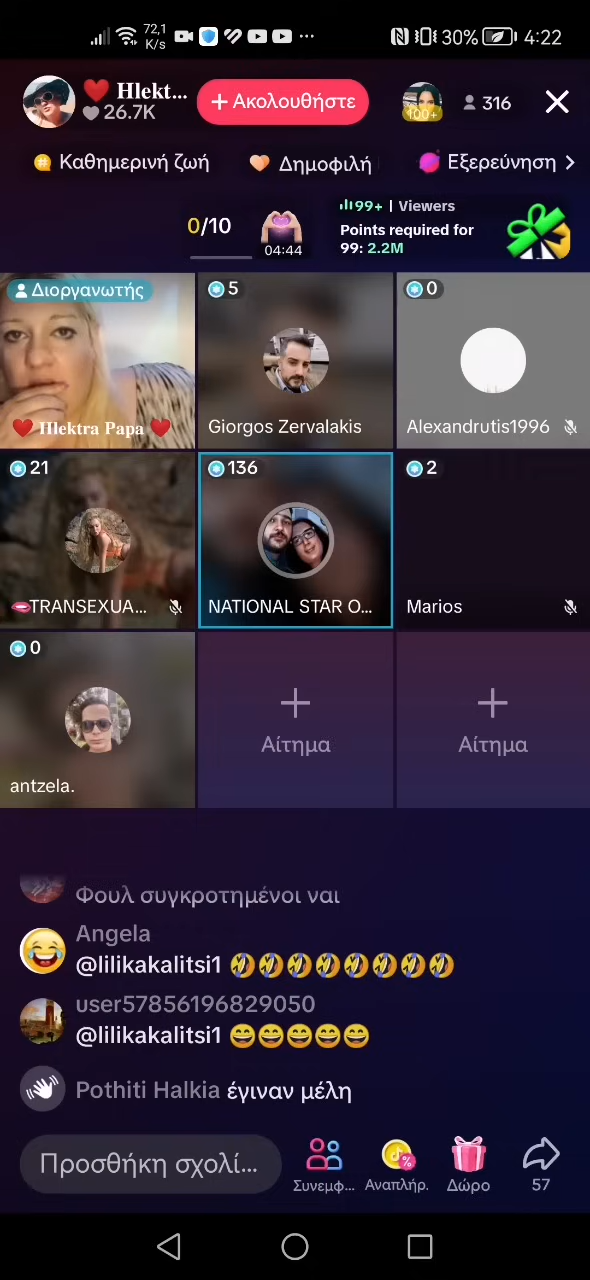 72,1
K/s
30%
4:22
❤️ Hlekt...
26.7K
+ Ακολουθήστε
100+
316
Καθημερινή ζωή
Δημοφιλή
Εξερεύνηση
0/10
04:44
99+ | Viewers
Points required for
99: 2.2M
Διοργανωτής
5
0
❤️ Hlektra Papa ❤️
Giorgos Zervalakis
Alexandrutis1996
21
136
2
👄TRANSEXUA...
NATIONAL STAR O...
Marios
0
antzela.
Αίτημα
Αίτημα
Φουλ συγκροτημένοι ναι
Angela
@lilikakalitsi1 🤣🤣🤣🤣🤣🤣🤣🤣
user57856196829050
@lilikakalitsi1 😄😄😄😄😄
Pothiti Halkia έγιναν μέλη
Προσθήκη σχολί...
Συνεμφ...
Αναπλήρ.
Δώρο
57